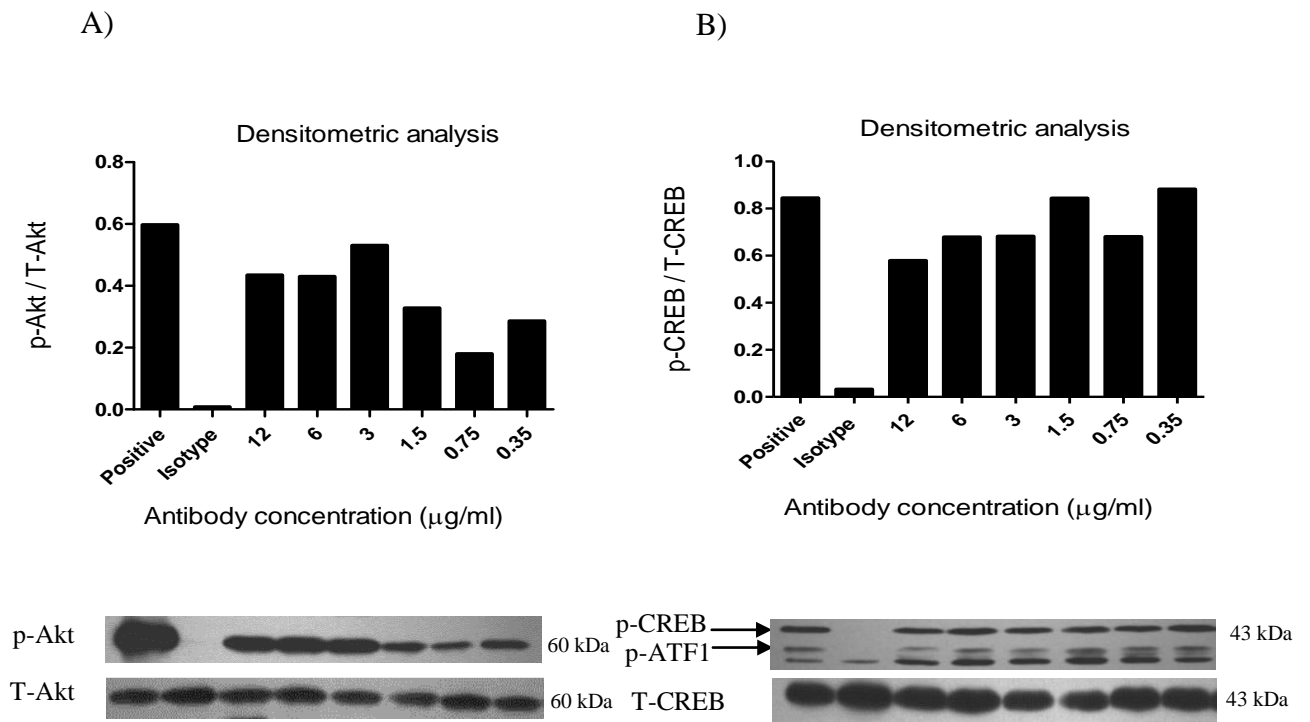 A)
Densitometric analysis
p-Akt / T-Akt
0.8
0.6
0.4
0.2
0.0
Positive
Isotype
12
6
3
1.5
0.75
0.35
Antibody concentration (μg/ml)
p-Akt
60 kDa
T-Akt
60 kDa
B)
Densitometric analysis
p-CREB / T-CREB
1.0
0.8
0.6
0.4
0.2
0.0
Positive
Isotype
12
6
3
1.5
0.75
0.35
Antibody concentration (μg/ml)
p-CREB
43 kDa
p-ATF1
T-CREB
43 kDa